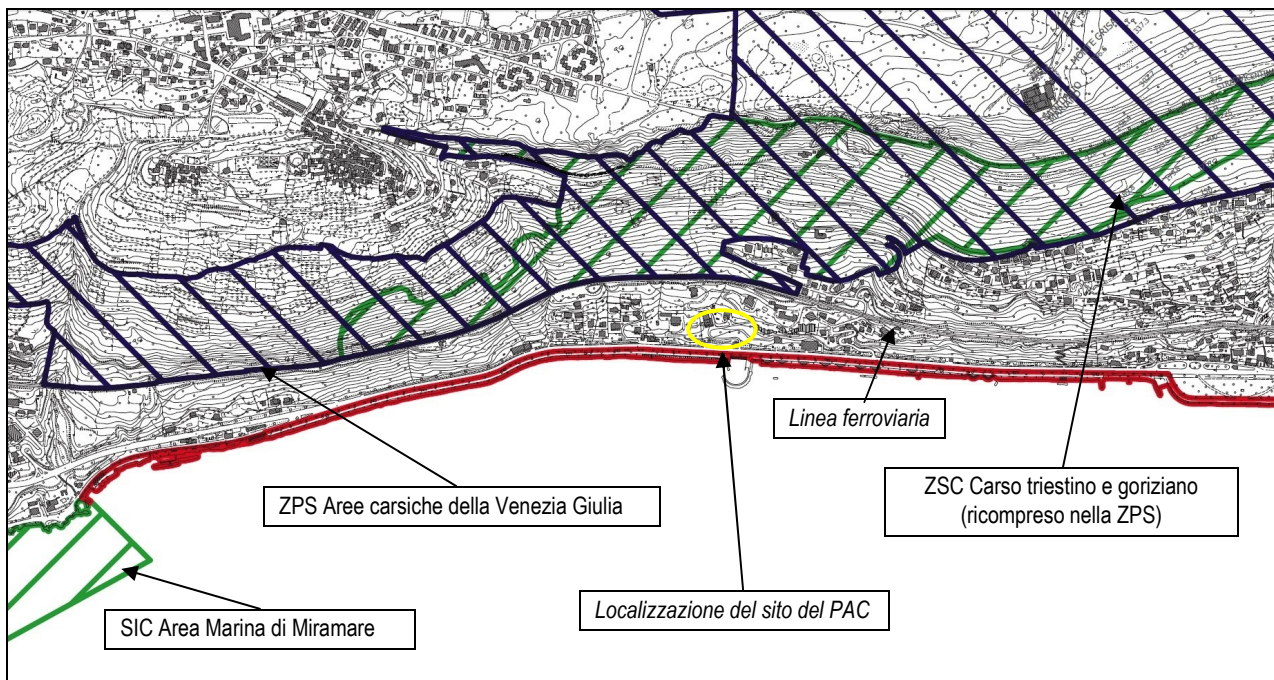 Linea ferroviaria
ZPS Aree carsiche della Venezia Giulia
ZSC Carso triestino e goriziano
(ricompreso nella ZPS)
Localizzazione del sito del PAC
SIC Area Marina di Miramare